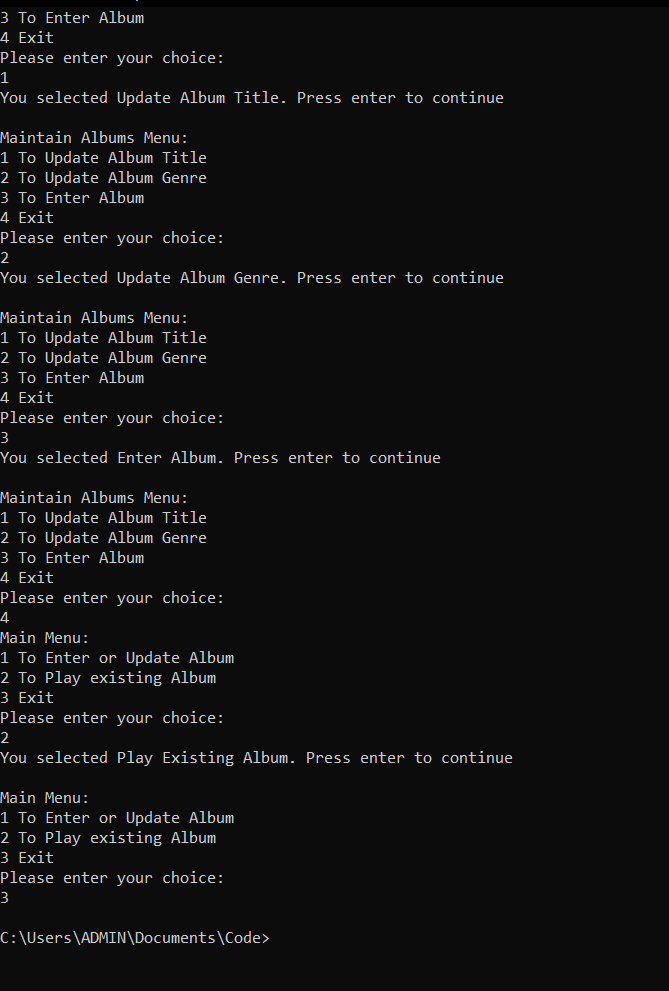 3 To Enter Album
4 Exit
Please enter your choice:
1
You selected Update Album Title. Press enter to continue
Maintain Albums Menu:
1 To Update Album Title
2 To Update Album Genre
3 To Enter Album
4 Exit
Please enter your choice:
2
You selected Update Album Genre. Press enter to continue
Maintain Albums Menu:
1 To Update Album Title
2 To Update Album Genre
3 To Enter Album
4 Exit
Please enter your choice:
3
You selected Enter Album. Press enter to continue
Maintain Albums Menu:
1 To Update Album Title
2 To Update Album Genre
3 To Enter Album
4 Exit
Please enter your choice:
4
Main Menu:
1 To Enter or Update Album
2 To Play existing Album
3 Exit
Please enter your choice:
2
You selected Play Existing Album. Press enter to continue
Main Menu:
1 To Enter or Update Album
2 To Play existing Album
3 Exit
Please enter your choice:
3
C:\Users\ADMIN\Documents\Code>